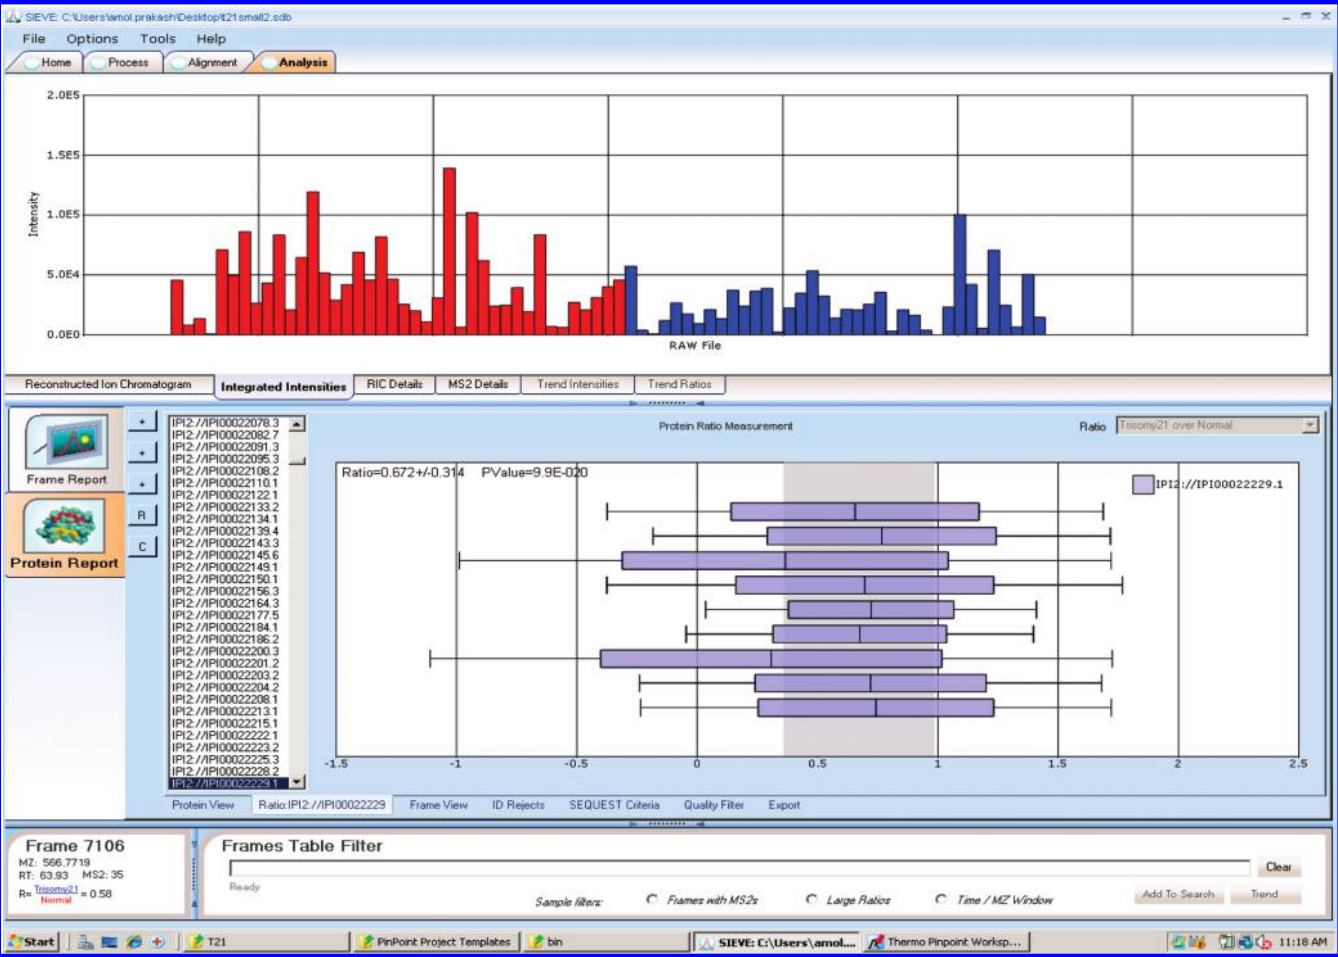 SIEVE: C:\Users\amol.prakash\Desktop\t21small2.sdb
File Options Tools Help
Home Process Alignment Analysis
2.0E5
1.5E5
1.0E5
5.0E4
0.0E0
Intensity
RAW File
Reconstructed Ion Chromatogram Integrated Intensities RIC Details MS2 Details Trend Intensities Trend Ratios
Frame Report
Protein Report
+
+
+
R
C
IPI2://IPI00022078.3
IPI2://IPI00022082.7
IPI2://IPI00022091.3
IPI2://IPI00022095.3
IPI2://IPI00022108.2
IPI2://IPI00022110.1
IPI2://IPI00022122.1
IPI2://IPI00022133.2
IPI2://IPI00022134.1
IPI2://IPI00022139.4
IPI2://IPI00022143.3
IPI2://IPI00022145.6
IPI2://IPI00022149.1
IPI2://IPI00022150.1
IPI2://IPI00022156.3
IPI2://IPI00022164.3
IPI2://IPI00022177.5
IPI2://IPI00022184.1
IPI2://IPI00022186.2
IPI2://IPI00022200.3
IPI2://IPI00022201.2
IPI2://IPI00022203.2
IPI2://IPI00022204.2
IPI2://IPI00022208.1
IPI2://IPI00022213.1
IPI2://IPI00022215.1
IPI2://IPI00022222.1
IPI2://IPI00022223.2
IPI2://IPI00022225.3
IPI2://IPI00022228.2
IPI2://IPI00022229.1
Protein Ratio Measurement
Ratio Trisomy21 over Normal
Ratio=0.672+/-0.314 PValue=9.9E-020
IPI2://IPI00022229.1
-1.5 -1 -0.5 0 0.5 1 1.5 2 2.5
Protein View Ratio:IPI2://IPI00022229 Frame View ID Rejects SEQUEST Criteria Quality Filter Export
Frame 7106
MZ: 566.7719
RT: 63.93 MS2: 35
R= Trisomy21 = 0.58
Normal
Frames Table Filter
Clear
Ready
Sample filters: Frames with MS2s Large Ratios Time / MZ Window
Add To Search Trend
Start T21 PinPoint Project Templates bin SIEVE: C:\Users\amol.... Thermo Pinpoint Worksp... 11:18 AM